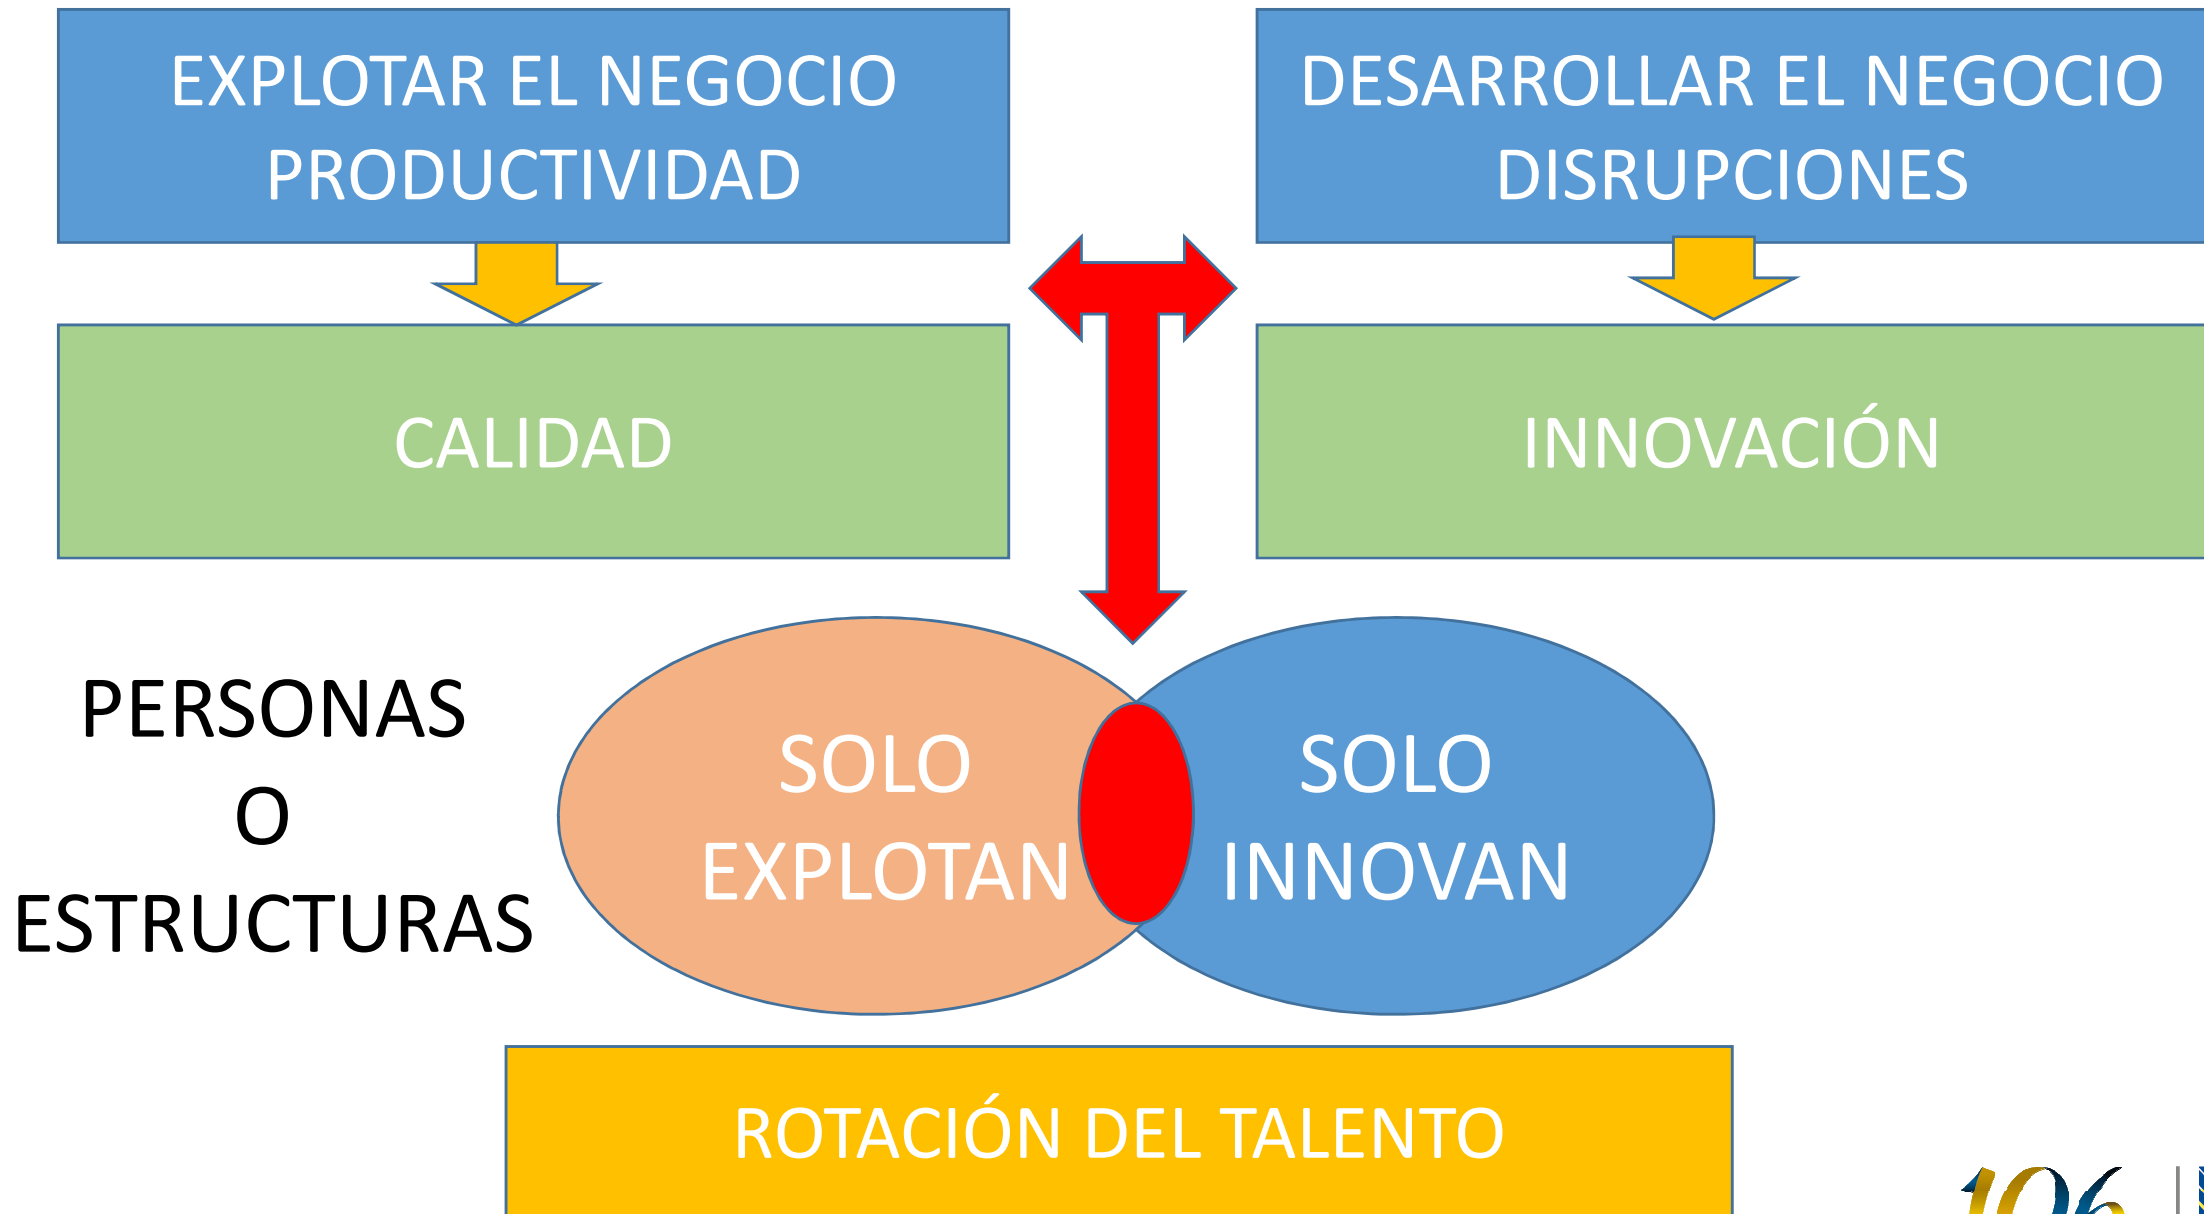 EXPLOTAR EL NEGOCIO
PRODUCTIVIDAD
DESARROLLAR EL NEGOCIO
DISRUPCIONES
CALIDAD
INNOVACIÓN
PERSONAS
O
ESTRUCTURAS
SOLO
EXPLOTAN
SOLO
INNOVAN
ROTACIÓN DEL TALENTO
106